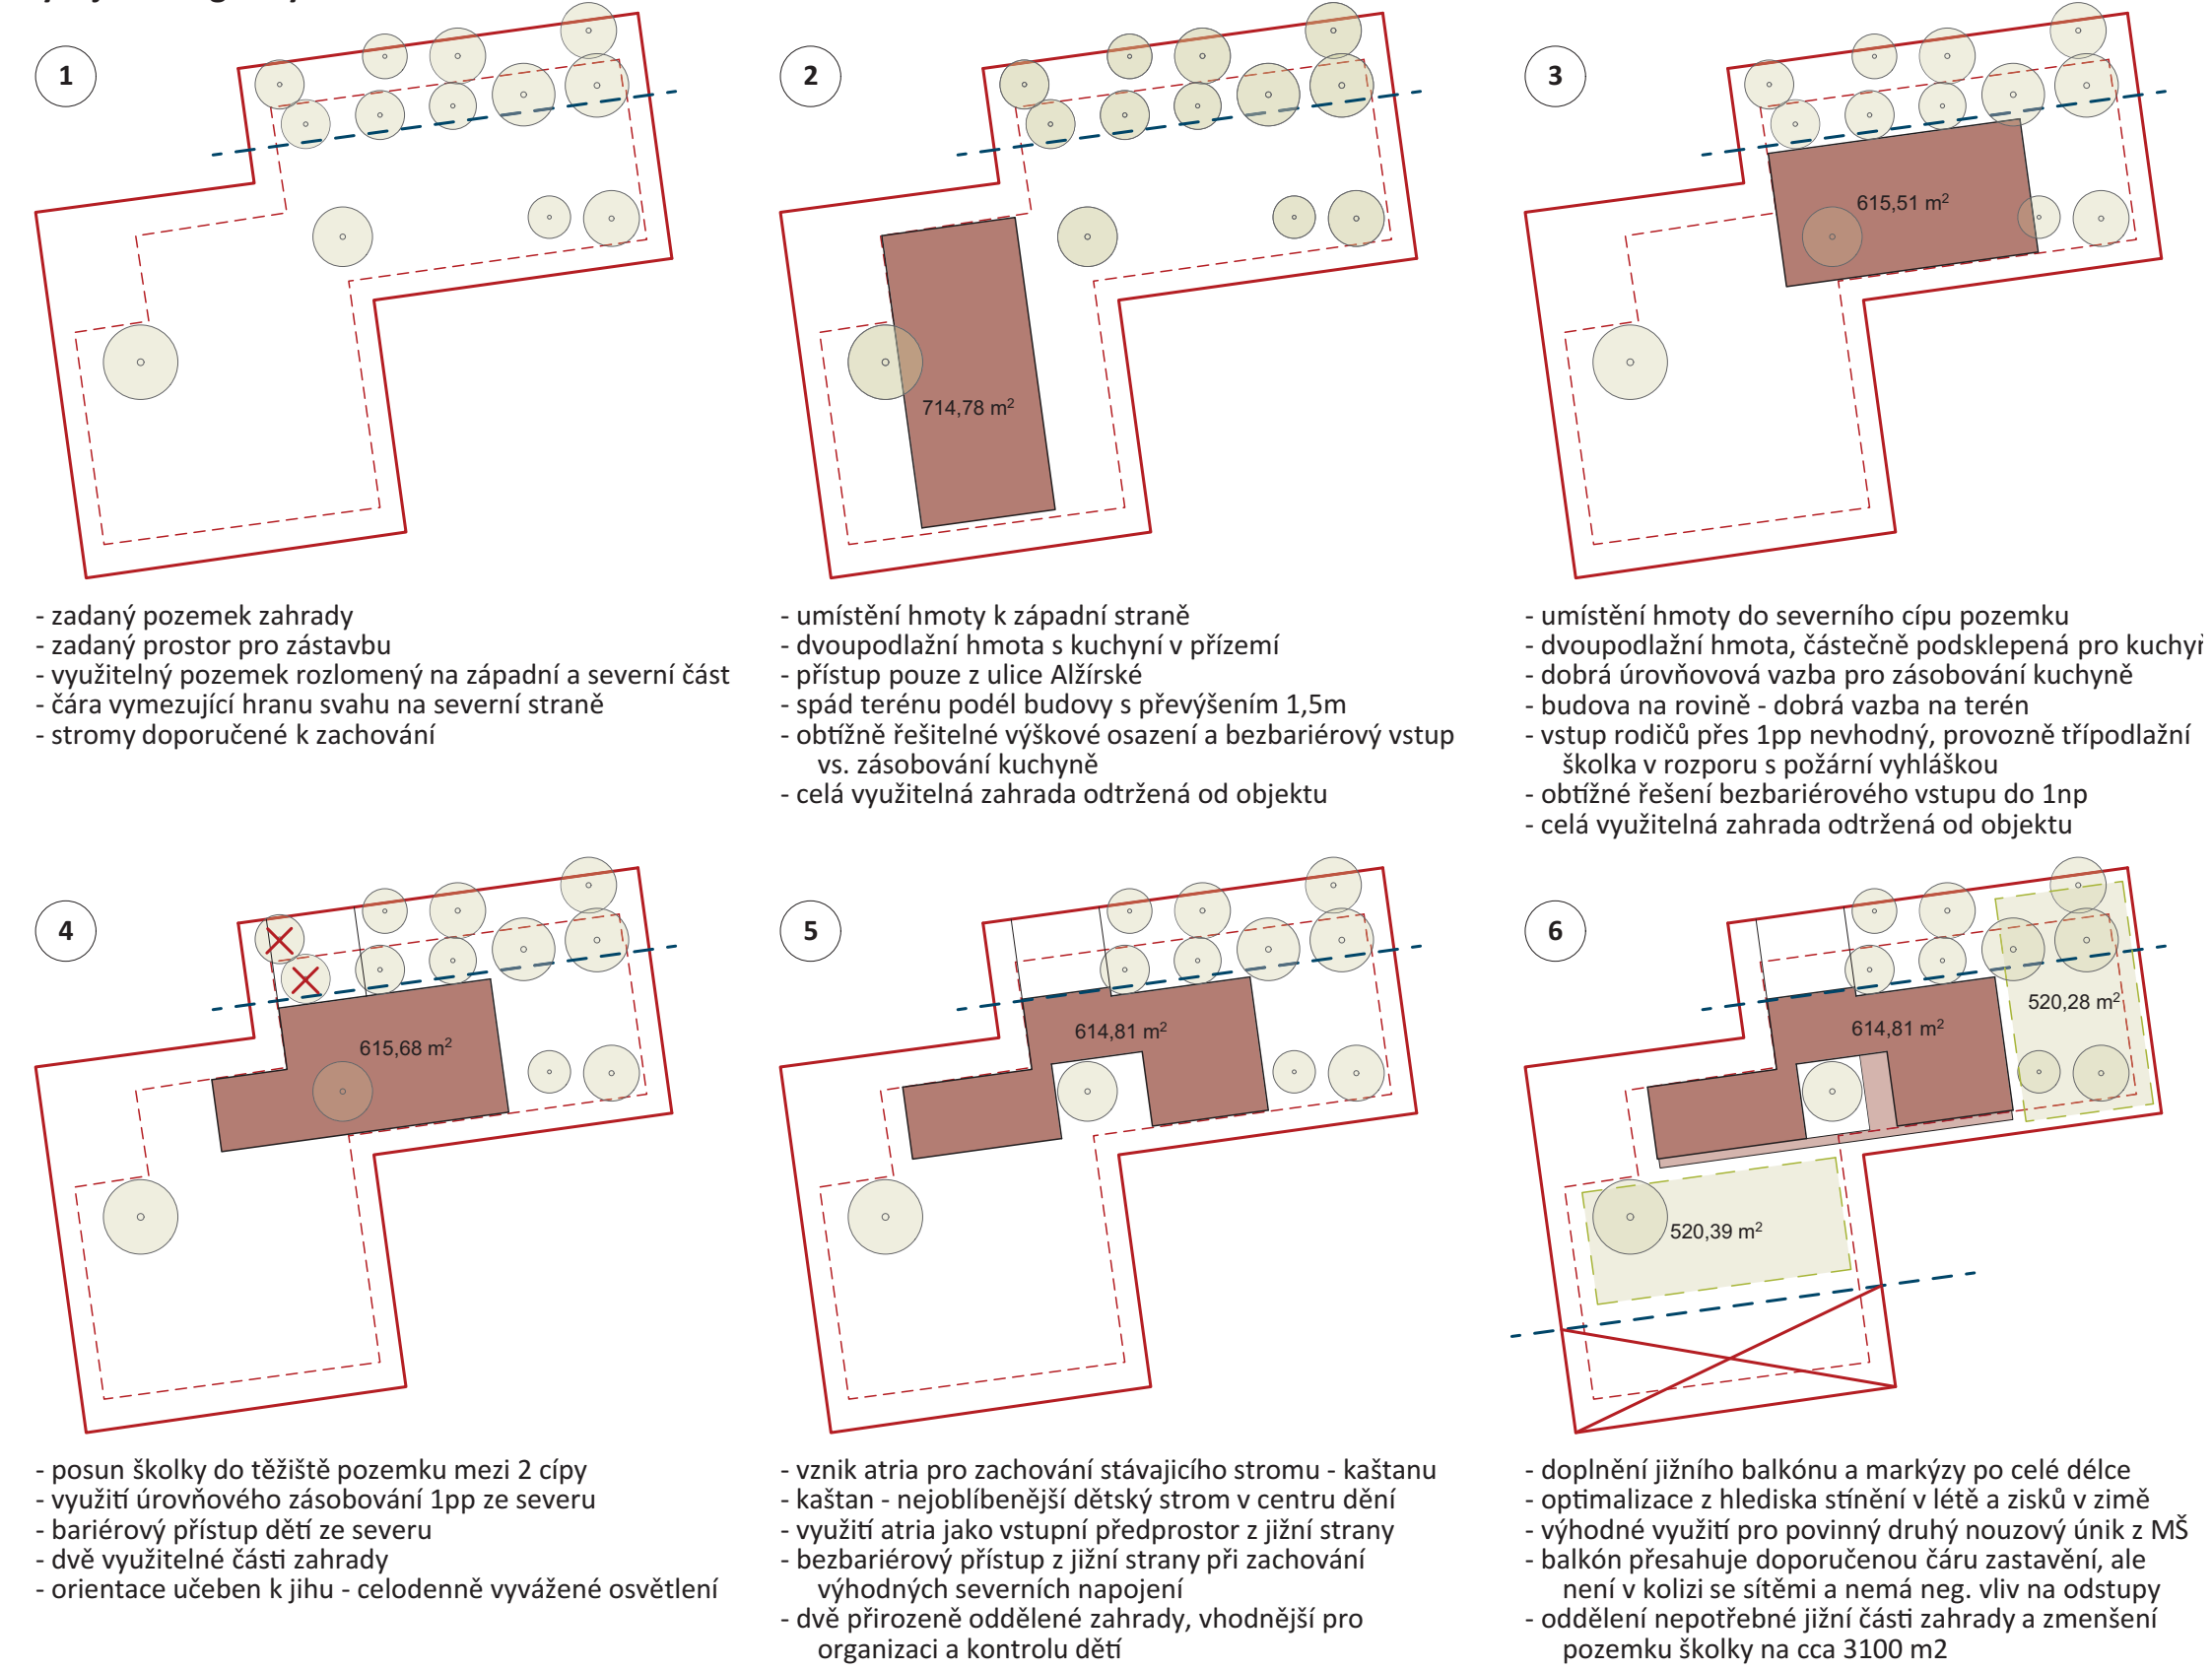 1
2
3
615,51 m²
714,78 m²
- zadaný pozemek zahrady
- zadaný prostor pro zástavbu
- využitelný pozemek rozlomený na západní a severní část
- čára vymezující hranu svahu na severní straně
- stromy doporučené k zachování
- umístění hmoty k západní straně
- dvoupodlažní hmota s kuchyní v přízemí
- přístup pouze z ulice Alžírské
- spád terénu podél budovy s převýšením 1,5m
- obtížně řešitelné výškové osazení a bezbariérový vstup
vs. zásobování kuchyně
- celá využitelná zahrada odtržená od objektu
- umístění hmoty do severního cípu pozemku
- dvoupodlažní hmota, částečně podsklepená pro kuchyň
- dobrá úrovňovová vazba pro zásobování kuchyně
- budova na rovině - dobrá vazba na terén
- vstup rodičů přes 1pp nevhodný, provozně třípodlažní
školka v rozporu s požární vyhláškou
- obtížné řešení bezbariérového vstupu do 1np
- celá využitelná zahrada odtržená od objektu
4
5
6
615,68 m²
614,81 m²
614,81 m²
520,28 m²
520,39 m²
- posun školky do těžiště pozemku mezi 2 cípy
- využití úrovňového zásobování 1pp ze severu
- bariérový přístup dětí ze severu
- dvě využitelné části zahrady
- orientace učeben k jihu - celodenně vyvážené osvětlení
- vznik atria pro zachování stávajicího stromu - kaštanu
- kaštan - nejoblíbenější dětský strom v centru dění
- využití atria jako vstupní předprostor z jižní strany
- bezbariérový přístup z jižní strany při zachování
výhodných severních napojení
- dvě přirozeně oddělené zahrady, vhodnější pro
organizaci a kontrolu dětí
- doplnění jižního balkónu a markýzy po celé délce
- optimalizace z hlediska stínění v létě a zisků v zimě
- výhodné využití pro povinný druhý nouzový únik z MŠ
- balkón přesahuje doporučenou čáru zastavění, ale
není v kolizi se sítěmi a nemá neg. vliv na odstupy
- oddělení nepotřebné jižní části zahrady a zmenšení
pozemku školky na cca 3100 m2